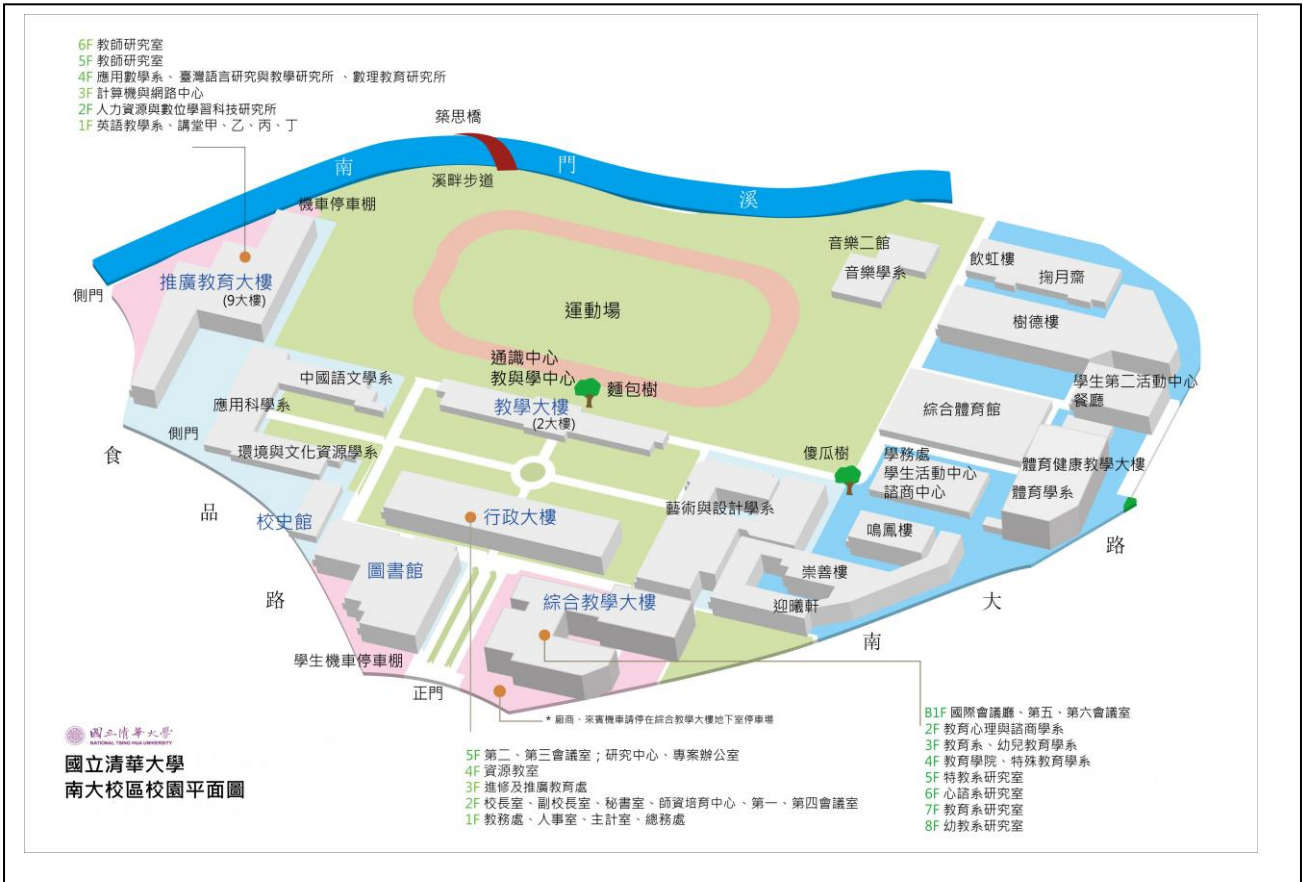 6F 教師研究室
5F 教師研究室
4F 應用數學系、臺灣語言研究與教學研究所 、數理教育研究所
3F 計算機與網路中心
2F 人力資源與數位學習科技研究所
1F 英語教學系、講堂甲、乙、丙、丁
築思橋
南
門
溪
溪畔步道
機車停車棚
推廣教育大樓
(9大樓)
側門
音樂二館
音樂學系
飲虹樓
掬月齋
樹德樓
運動場
通識中心
教與學中心
麵包樹
教學大樓
(2大樓)
中國語文學系
應用科學系
側門
環境與文化資源學系
學生第二活動中心
餐廳
綜合體育館
傻瓜樹
學務處
學生活動中心
諮商中心
體育健康教學大樓
體育學系
藝術與設計學系
鳴鳳樓
崇善樓
迎曦軒
校史館
行政大樓
圖書館
綜合教學大樓
食
品
路
路
大
南
學生機車停車棚
正門
* 廠商、來賓機車請停在綜合教學大樓地下室停車場
國立清華大學
NATIONAL TSING HUA UNIVERSITY
國立清華大學
南大校區校園平面圖
5F 第二、第三會議室；研究中心、專案辦公室
4F 資源教室
3F 進修及推廣教育處
2F 校長室、副校長室、秘書室、師資培育中心、第一、第四會議室
1F 教務處、人事室、主計室、總務處
B1F 國際會議廳、第五、第六會議室
2F 教育心理與諮商學系
3F 教育系、幼兒教育學系
4F 教育學院、特殊教育學系
5F 特教系研究室
6F 心諮系研究室
7F 教育系研究室
8F 幼教系研究室